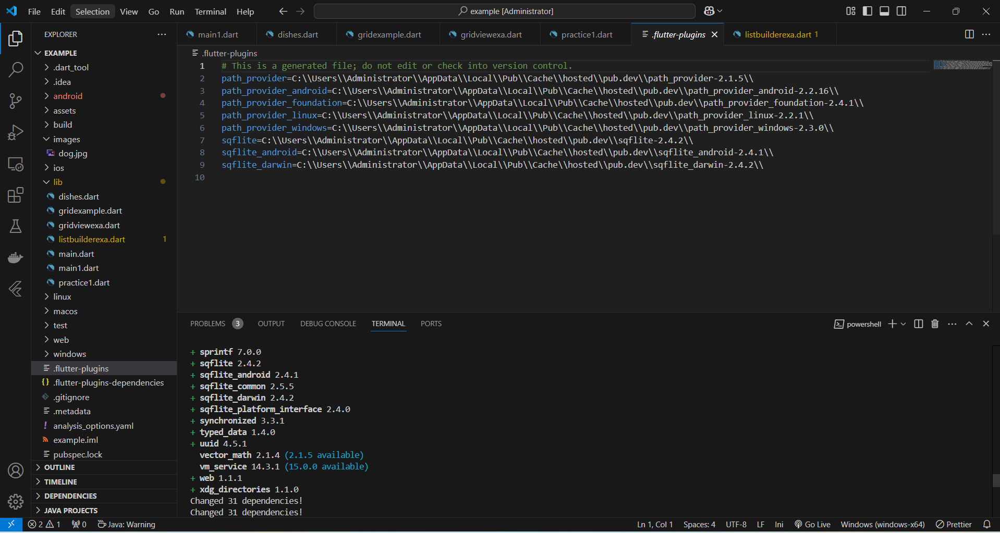 File Edit Selection View Go Run Terminal Help
example [Administrator]
EXPLORER
EXAMPLE
.dart_tool
.idea
android
assets
build
images
dog.jpg
ios
lib
dishes.dart
gridexample.dart
gridviewexa.dart
listbuilderexa.dart 1
main.dart
main1.dart
practice1.dart
linux
macos
test
web
windows
.flutter-plugins
.flutter-plugins-dependencies
.gitignore
.metadata
analysis_options.yaml
example.iml
pubspec.lock
OUTLINE
TIMELINE
DEPENDENCIES
JAVA PROJECTS
main1.dart dishes.dart gridexample.dart gridviewexa.dart practice1.dart .flutter-plugins listbuilderexa.dart 1
.flutter-plugins
1 # This is a generated file; do not edit or check into version control.
2 path_provider=C:\\Users\\Administrator\\AppData\\Local\\Pub\\Cache\\hosted\\pub.dev\\path_provider-2.1.5\\
3 path_provider_android=C:\\Users\\Administrator\\AppData\\Local\\Pub\\Cache\\hosted\\pub.dev\\path_provider_android-2.2.16\\
4 path_provider_foundation=C:\\Users\\Administrator\\AppData\\Local\\Pub\\Cache\\hosted\\pub.dev\\path_provider_foundation-2.4.1\\
5 path_provider_linux=C:\\Users\\Administrator\\AppData\\Local\\Pub\\Cache\\hosted\\pub.dev\\path_provider_linux-2.2.1\\
6 path_provider_windows=C:\\Users\\Administrator\\AppData\\Local\\Pub\\Cache\\hosted\\pub.dev\\path_provider_windows-2.3.0\\
7 sqflite=C:\\Users\\Administrator\\AppData\\Local\\Pub\\Cache\\hosted\\pub.dev\\sqflite-2.4.2\\
8 sqflite_android=C:\\Users\\Administrator\\AppData\\Local\\Pub\\Cache\\hosted\\pub.dev\\sqflite_android-2.4.1\\
9 sqflite_darwin=C:\\Users\\Administrator\\AppData\\Local\\Pub\\Cache\\hosted\\pub.dev\\sqflite_darwin-2.4.2\\
10
PROBLEMS 3 OUTPUT DEBUG CONSOLE TERMINAL PORTS
powershell
+ sprintf 7.0.0
+ sqflite 2.4.2
+ sqflite_android 2.4.1
+ sqflite_common 2.5.5
+ sqflite_darwin 2.4.2
+ sqflite_platform_interface 2.4.0
+ synchronized 3.3.1
+ typed_data 1.4.0
+ uuid 4.5.1
vector_math 2.1.4 (2.1.5 available)
vm_service 14.3.1 (15.0.0 available)
+ web 1.1.1
+ xdg_directories 1.1.0
Changed 31 dependencies!
Changed 31 dependencies!
2 1 0 Java: Warning
Ln 1, Col 1 Spaces: 4 UTF-8 LF Ini Go Live Windows (windows-x64) Prettier